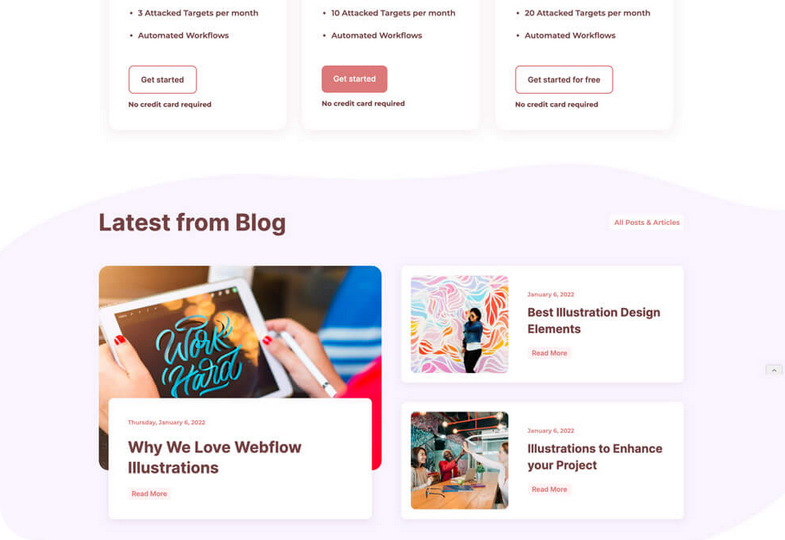 • 3 Attacked Targets per month
• Automated Workflows
Get started
No credit card required
• 10 Attacked Targets per month
• Automated Workflows
Get started
No credit card required
• 20 Attacked Targets per month
• Automated Workflows
Get started for free
No credit card required
Latest from Blog
All Posts & Articles
Work
Hard
Thursday, January 6, 2022
Why We Love Webflow
Illustrations
Read More
January 6, 2022
Best Illustration Design
Elements
Read More
January 6, 2022
Illustrations to Enhance
your Project
Read More